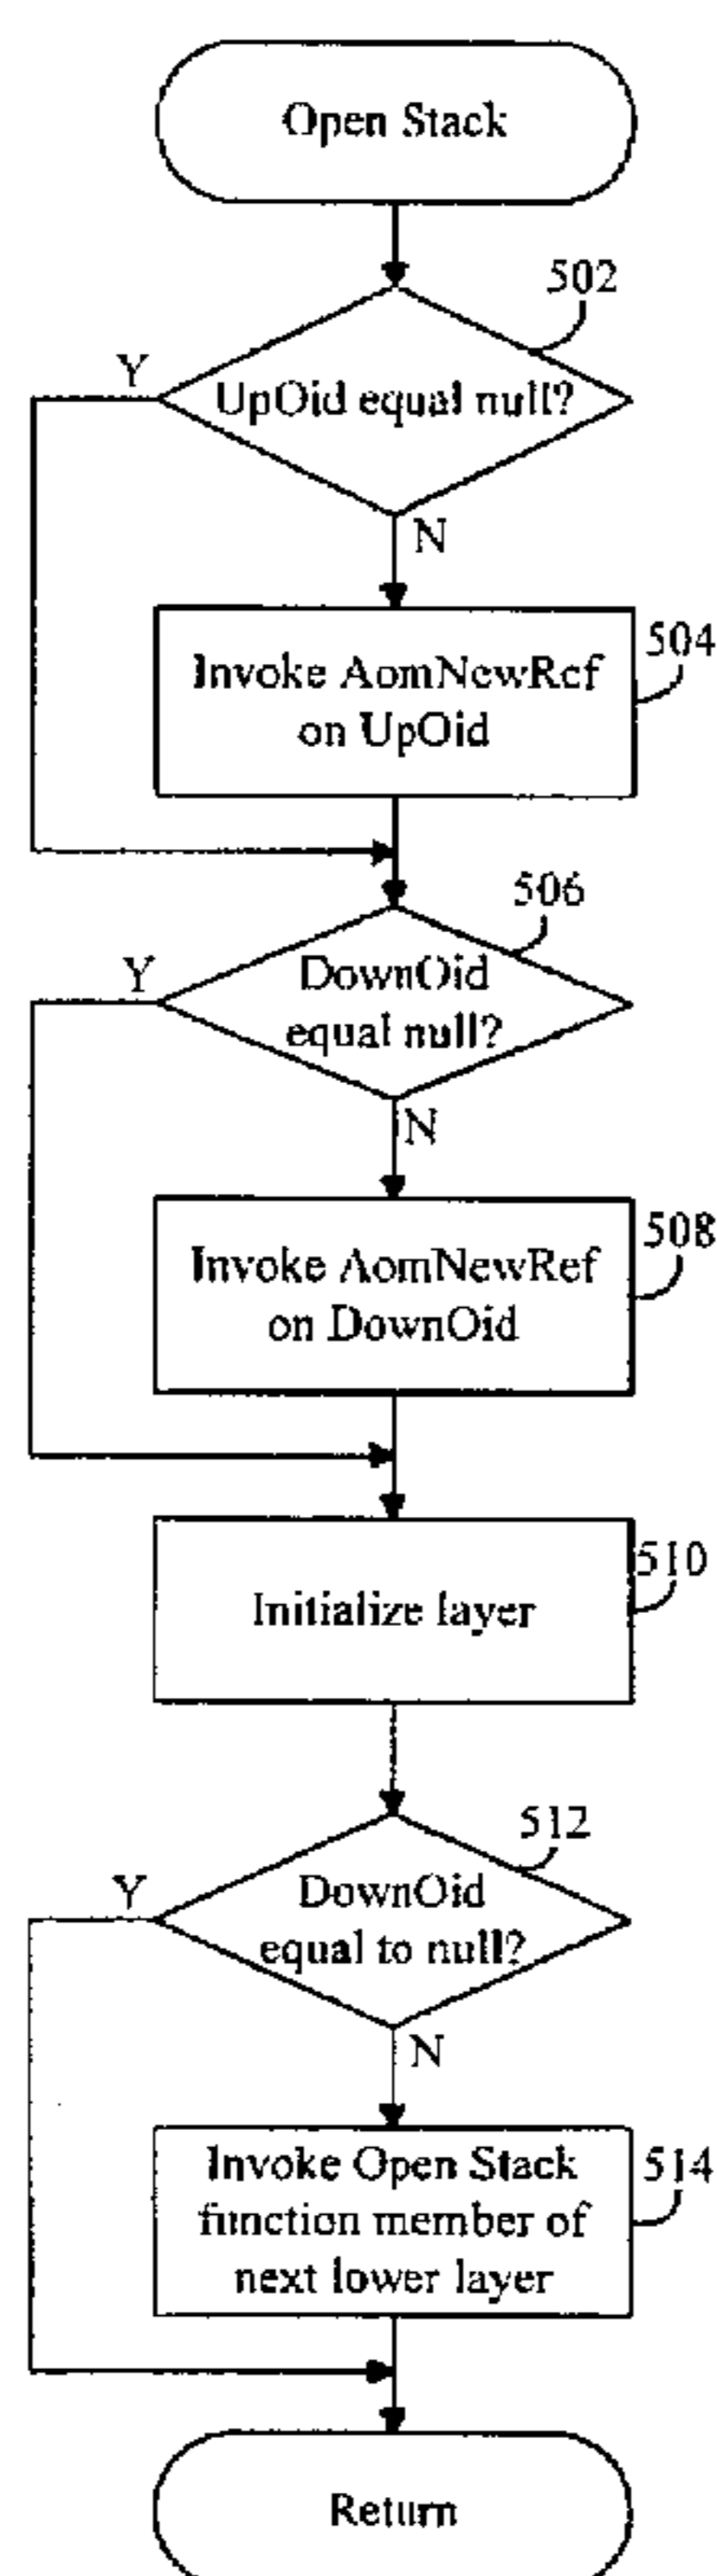 Open Stack
502
Y
UpOid equal null?
N
504
Invoke AomNewRef
on UpOid
506
Y
DownOid
equal null?
N
508
Invoke AomNewRef
on DownOid
510
Initialize layer
512
Y
DownOid
equal to null?
N
514
Invoke Open Stack
function member of
next lower layer
Return